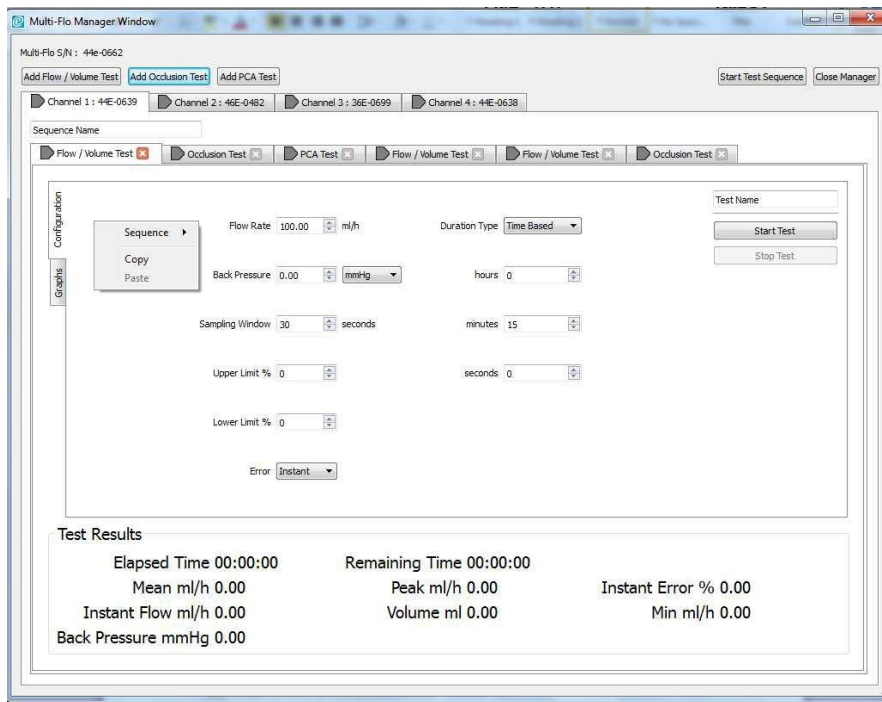 Multi-Flo Manager Window
Multi-Flo S/N : 44e-0662
Add Flow / Volume Test Add Occlusion Test Add PCA Test Start Test Sequence Close Manager
Channel 1 : 44E-0639 Channel 2 : 46E-0482 Channel 3 : 36E-0699 Channel 4 : 44E-0638
Sequence Name
Flow / Volume Test Occlusion Test PCA Test Flow / Volume Test Flow / Volume Test Occlusion Test
Configuration
Graphs
Test Name
Sequence Flow Rate 100.00 ml/h Duration Type Time Based Start Test
Copy Stop Test
Paste Back Pressure 0.00 mmHg hours 0
Sampling Window 30 seconds minutes 15
Upper Limit % 0 seconds 0
Lower Limit % 0
Error Instant
Test Results
Elapsed Time 00:00:00 Remaining Time 00:00:00
Mean ml/h 0.00 Peak ml/h 0.00 Instant Error % 0.00
Instant Flow ml/h 0.00 Volume ml 0.00 Min ml/h 0.00
Back Pressure mmHg 0.00